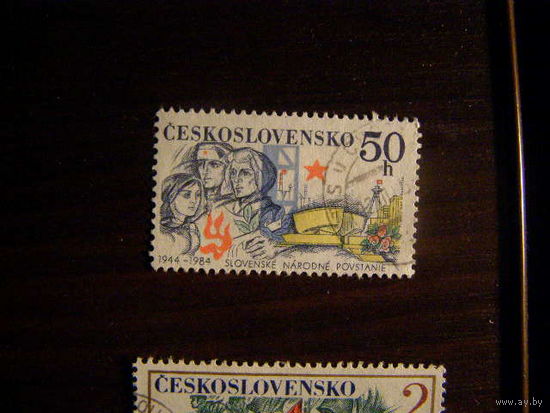 ČESKOSLOVENSKO 50
h
1944–1984 SLOVENSKÉ NÁRODNÉ POVSTANIE
ČESKOSLOVENSKO 2
www.ay.by